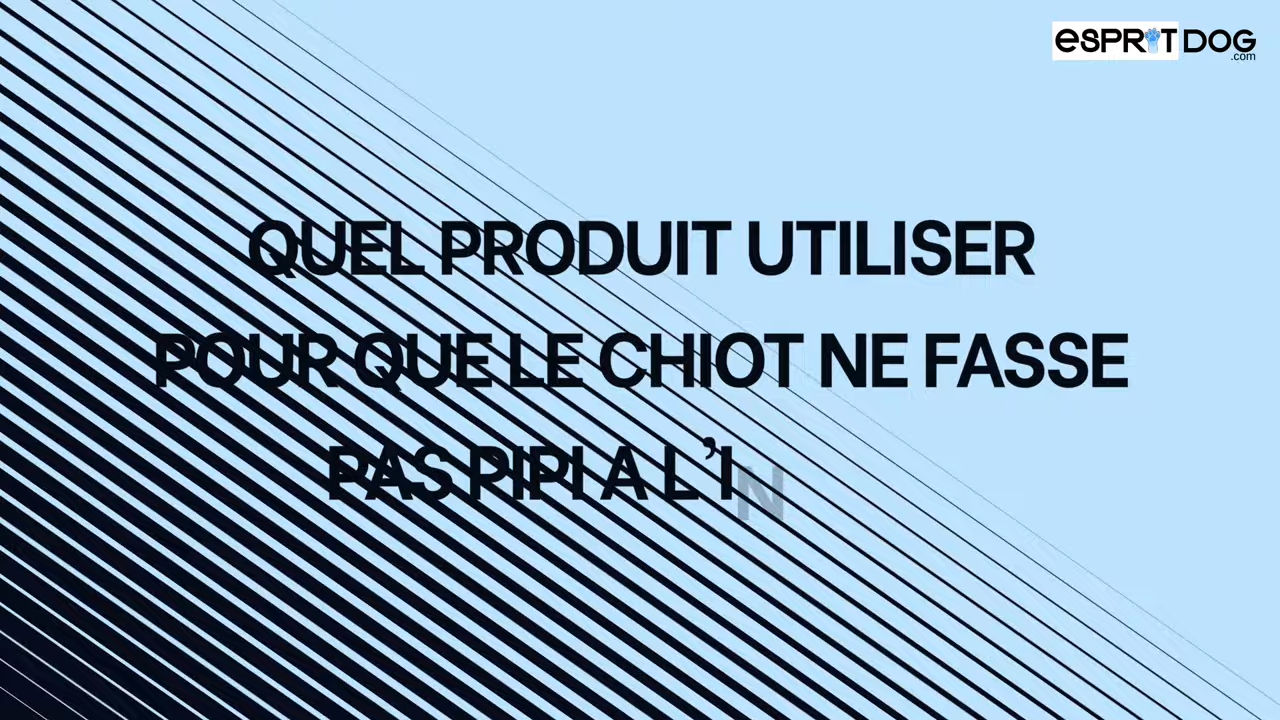 ESPRIT DOG
.com
QUEL PRODUIT UTILISER
POUR QUE LE CHIOT NE FASSE
PAS PIPI A L'IN